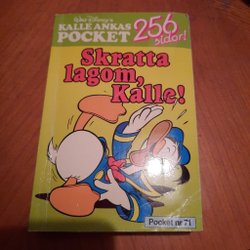 Walt Disney's
KALLE ANKAS
POCKET
256
sidor!
Skratta
lagom,
Kalle!
Pocket nr 71